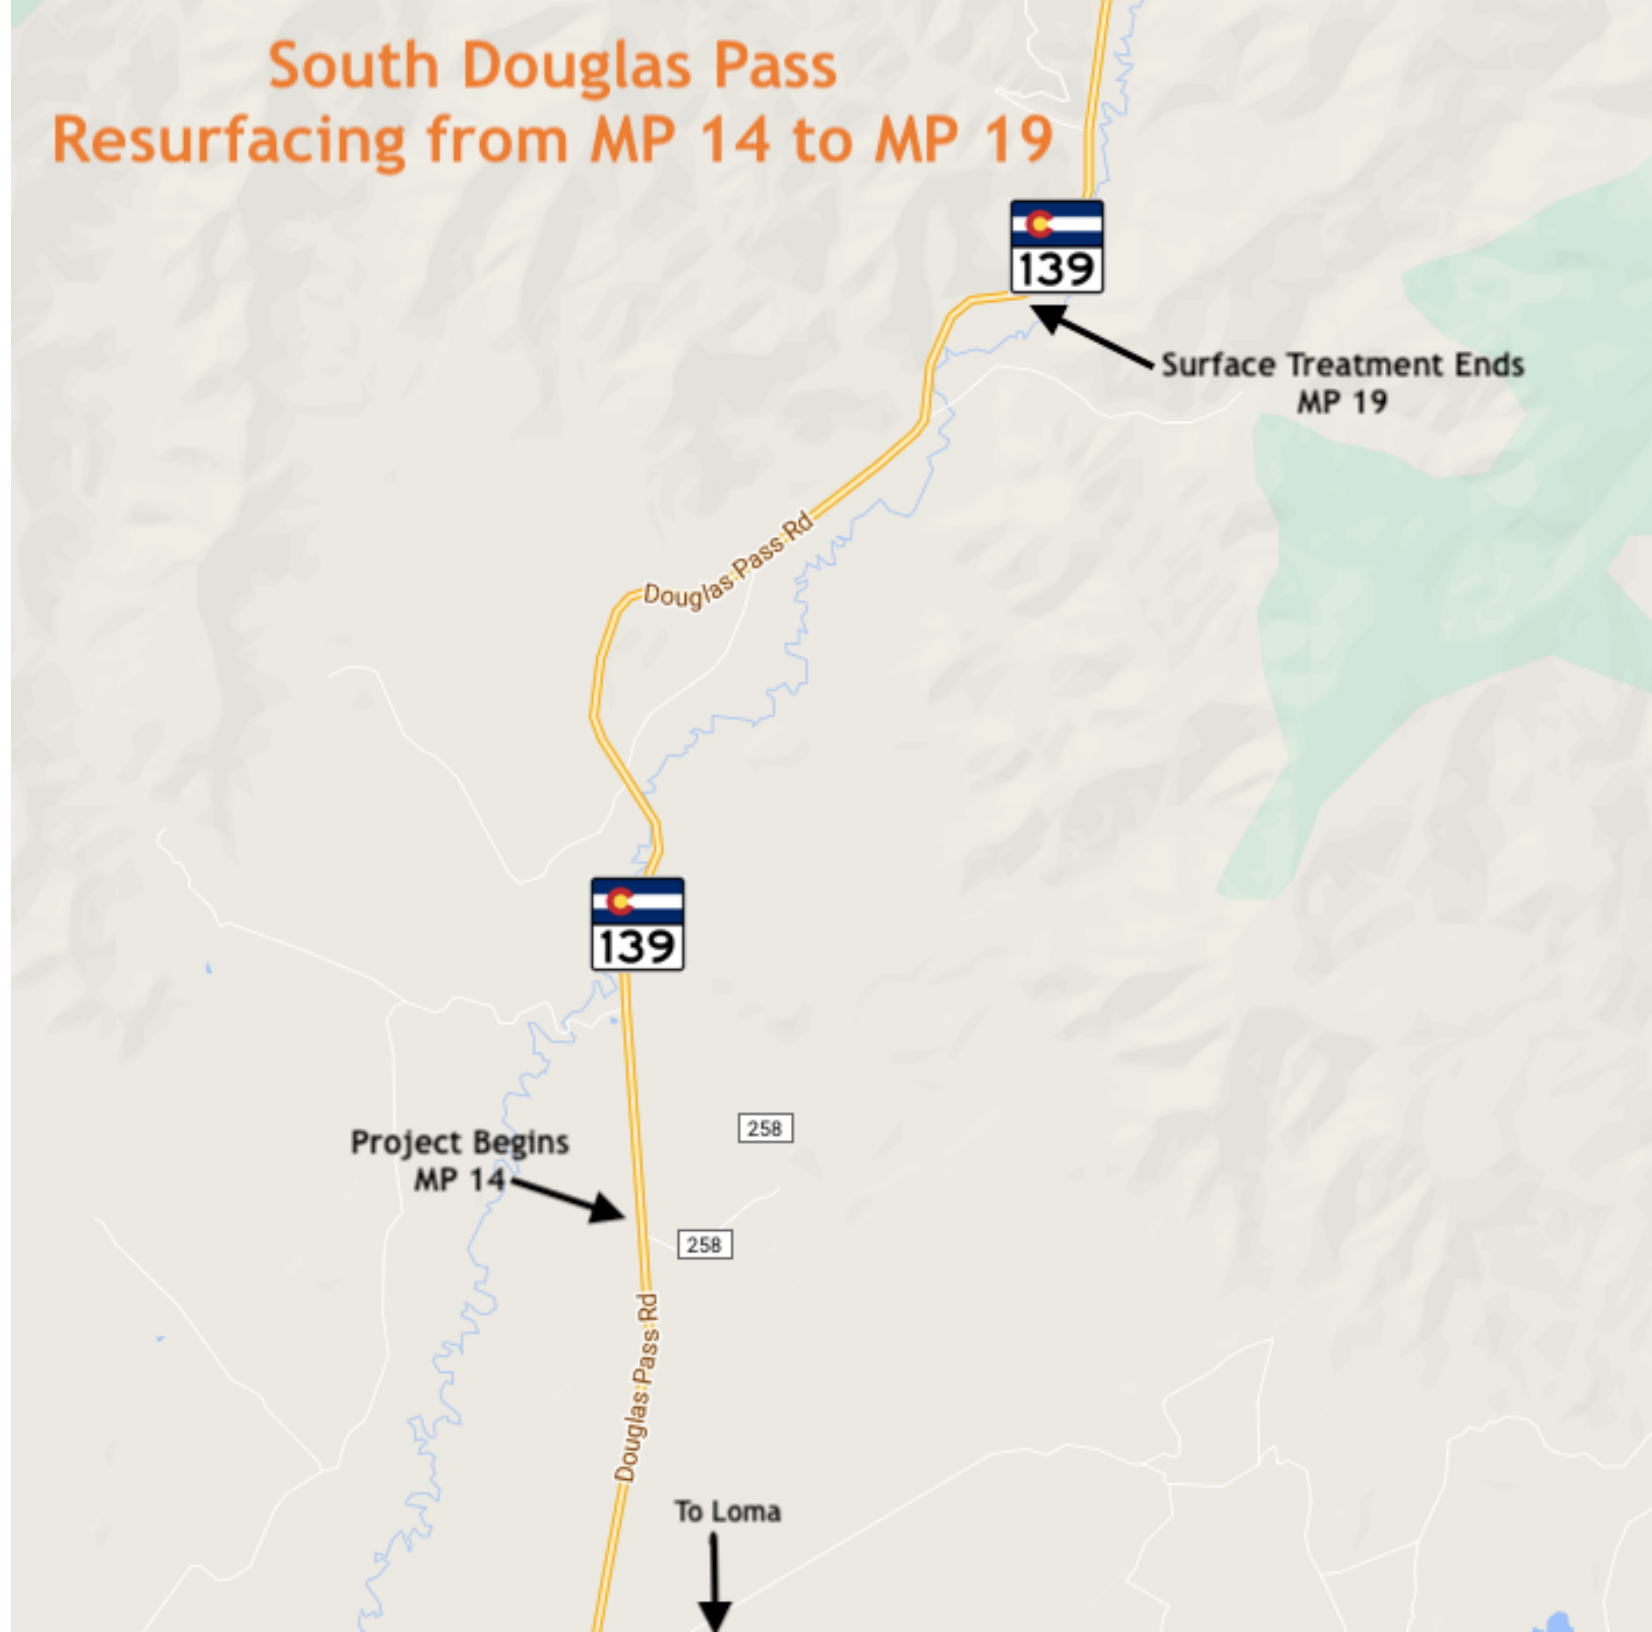 South Douglas Pass
Resurfacing from MP 14 to MP 19
139
Surface Treatment Ends
MP 19
Douglas Pass Rd
139
258
Project Begins
MP 14
258
Douglas Pass Rd
To Loma